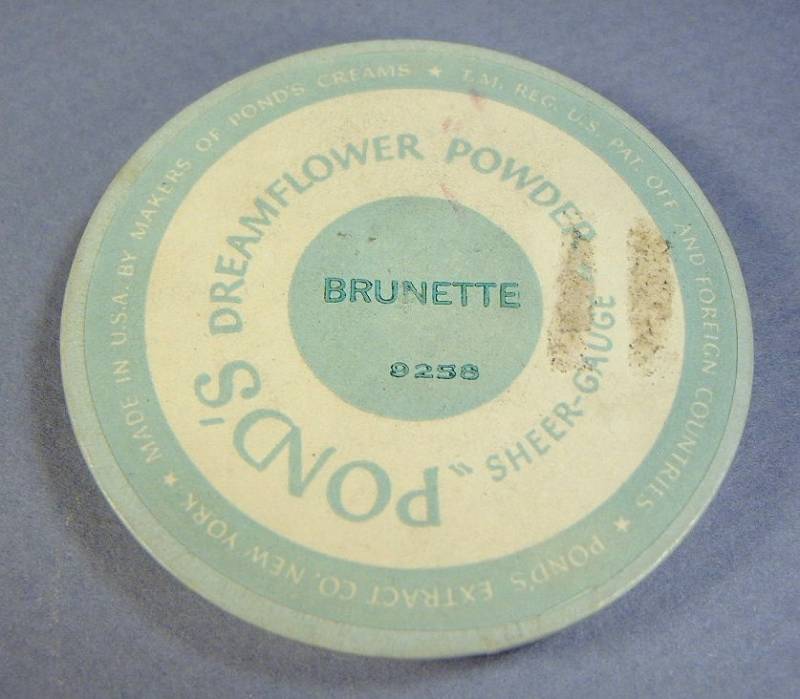 MADE IN U.S.A. BY MAKERS OF POND'S CREAMS ★ T.M. REG. U.S. PAT. OFF. AND FOREIGN COUNTRIES ★ POND'S EXTRACT CO. NEW YORK ★
POND'S DREAMFLOWER POWDER
"SHEER-GAUGE"
BRUNETTE
9258